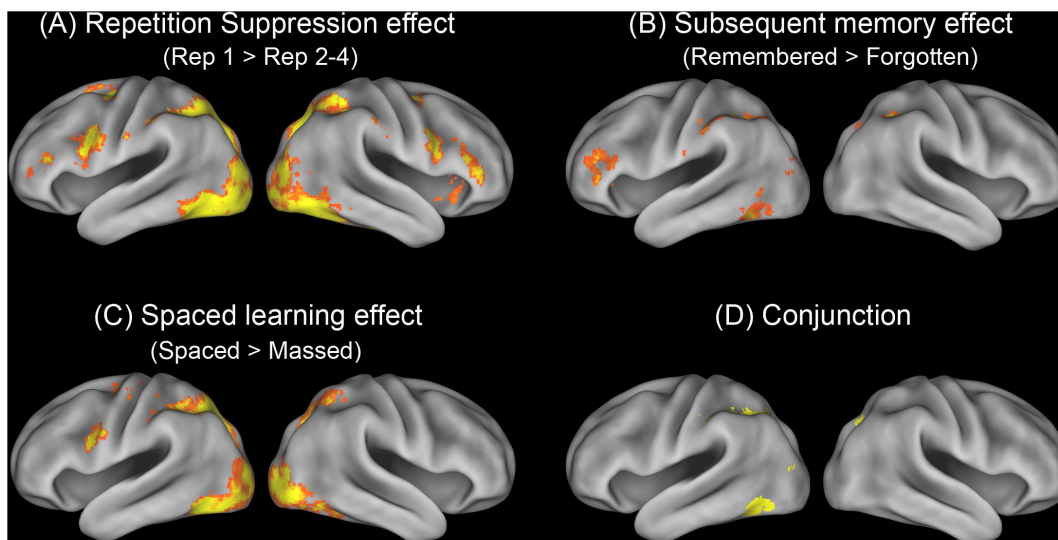 (A) Repetition Suppression effect
(Rep 1 > Rep 2-4)
(B) Subsequent memory effect
(Remembered > Forgotten)
(C) Spaced learning effect
(Spaced > Massed)
(D) Conjunction